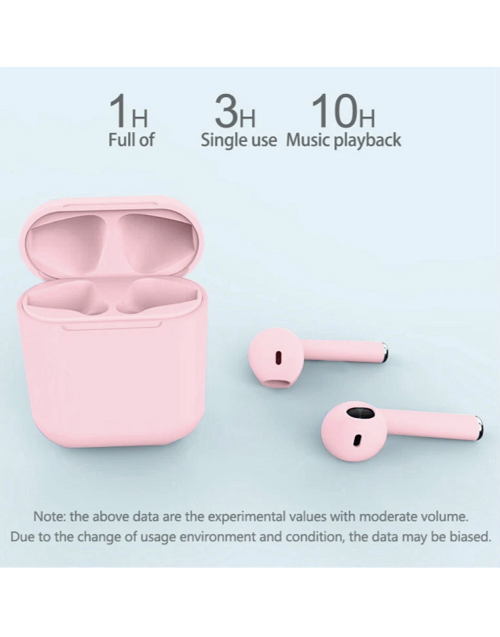 1H 3H 10H
Full of Single use Music playback
Note: the above data are the experimental values with moderate volume.
Due to the change of usage environment and condition, the data may be biased.